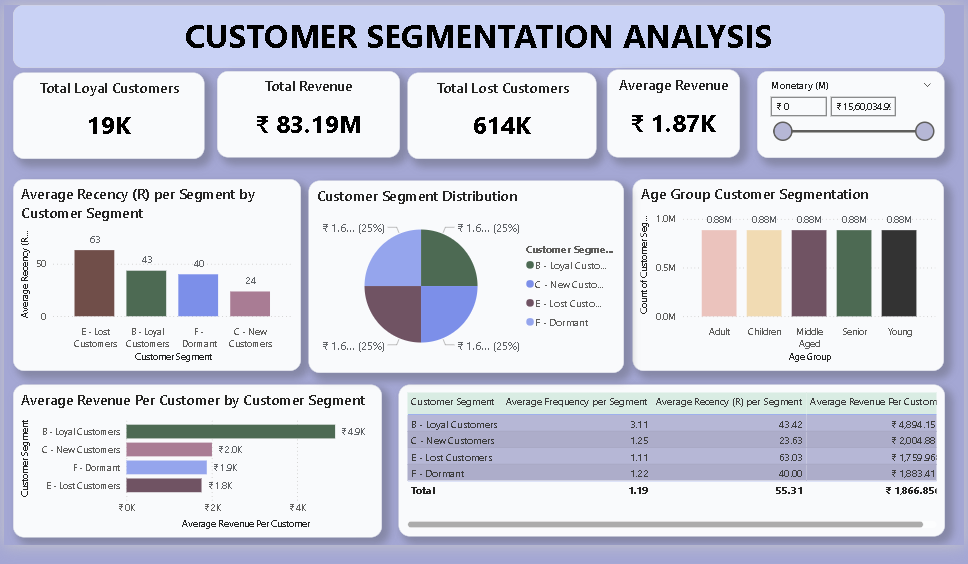 CUSTOMER SEGMENTATION ANALYSIS
Total Loyal Customers
19K
Total Revenue
₹ 83.19M
Total Lost Customers
614K
Average Revenue
₹ 1.87K
Monetary (M)
₹ 0
₹ 15,60,034.9
Average Recency (R) per Segment by
Customer Segment
Average Recency (R...
50
0
63
43
40
24
E - Lost
Customers
B - Loyal
Customers
F -
Dormant
C - New
Customers
Customer Segment
Customer Segment Distribution
₹ 1.6... (25%)
₹ 1.6... (25%)
₹ 1.6... (25%)
₹ 1.6... (25%)
Customer Segme...
B - Loyal Custo...
C - New Custo...
E - Lost Custo...
F - Dormant
Age Group Customer Segmentation
Count of Customer Seg...
1.0M
0.5M
0.0M
0.88M
0.88M
0.88M
0.88M
0.88M
Adult
Children
Middle
Aged
Senior
Young
Age Group
Average Revenue Per Customer by Customer Segment
Customer Segment
B - Loyal Customers
₹ 4.9K
C - New Customers
₹ 2.0K
F - Dormant
₹ 1.9K
E - Lost Customers
₹ 1.8K
₹ 0K
₹ 2K
₹ 4K
Average Revenue Per Customer
Customer Segment Average Frequency per Segment Average Recency (R) per Segment Average Revenue Per Custom
B - Loyal Customers 3.11 43.42 ₹ 4,894.15
C - New Customers 1.25 23.63 ₹ 2,004.88
E - Lost Customers 1.11 63.03 ₹ 1,759.96
F - Dormant 1.22 40.00 ₹ 1,883.41
Total 1.19 55.31 ₹ 1,866.85